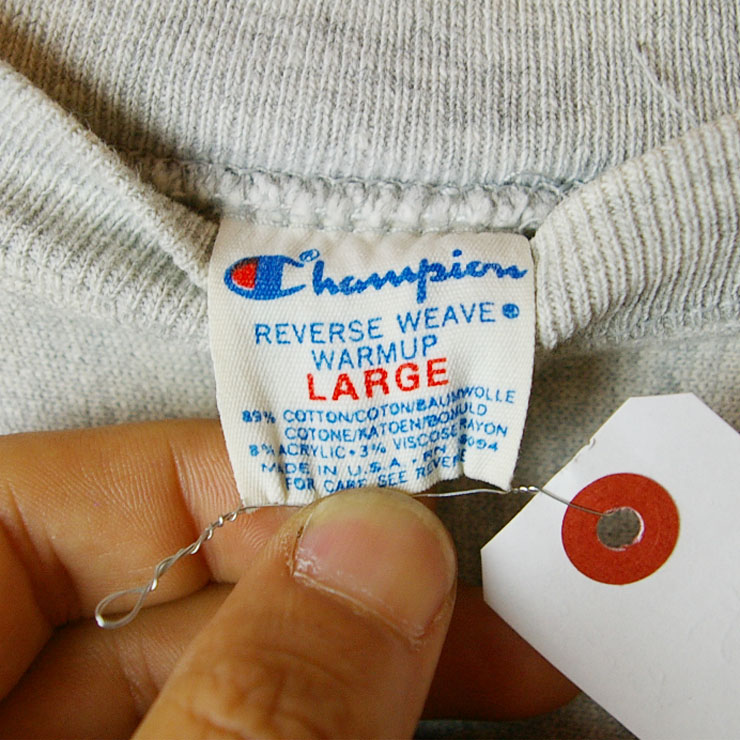 Champion®
REVERSE WEAVE®
WARMUP
LARGE
89% COTTON/COTON/BAUMWOLLE
COTONE/KATOEN/BOMULD
8% ACRYLIC • 3% VISCOSE RAYON
MADE IN U.S.A. • RN
FOR CARE SEE REVERSE